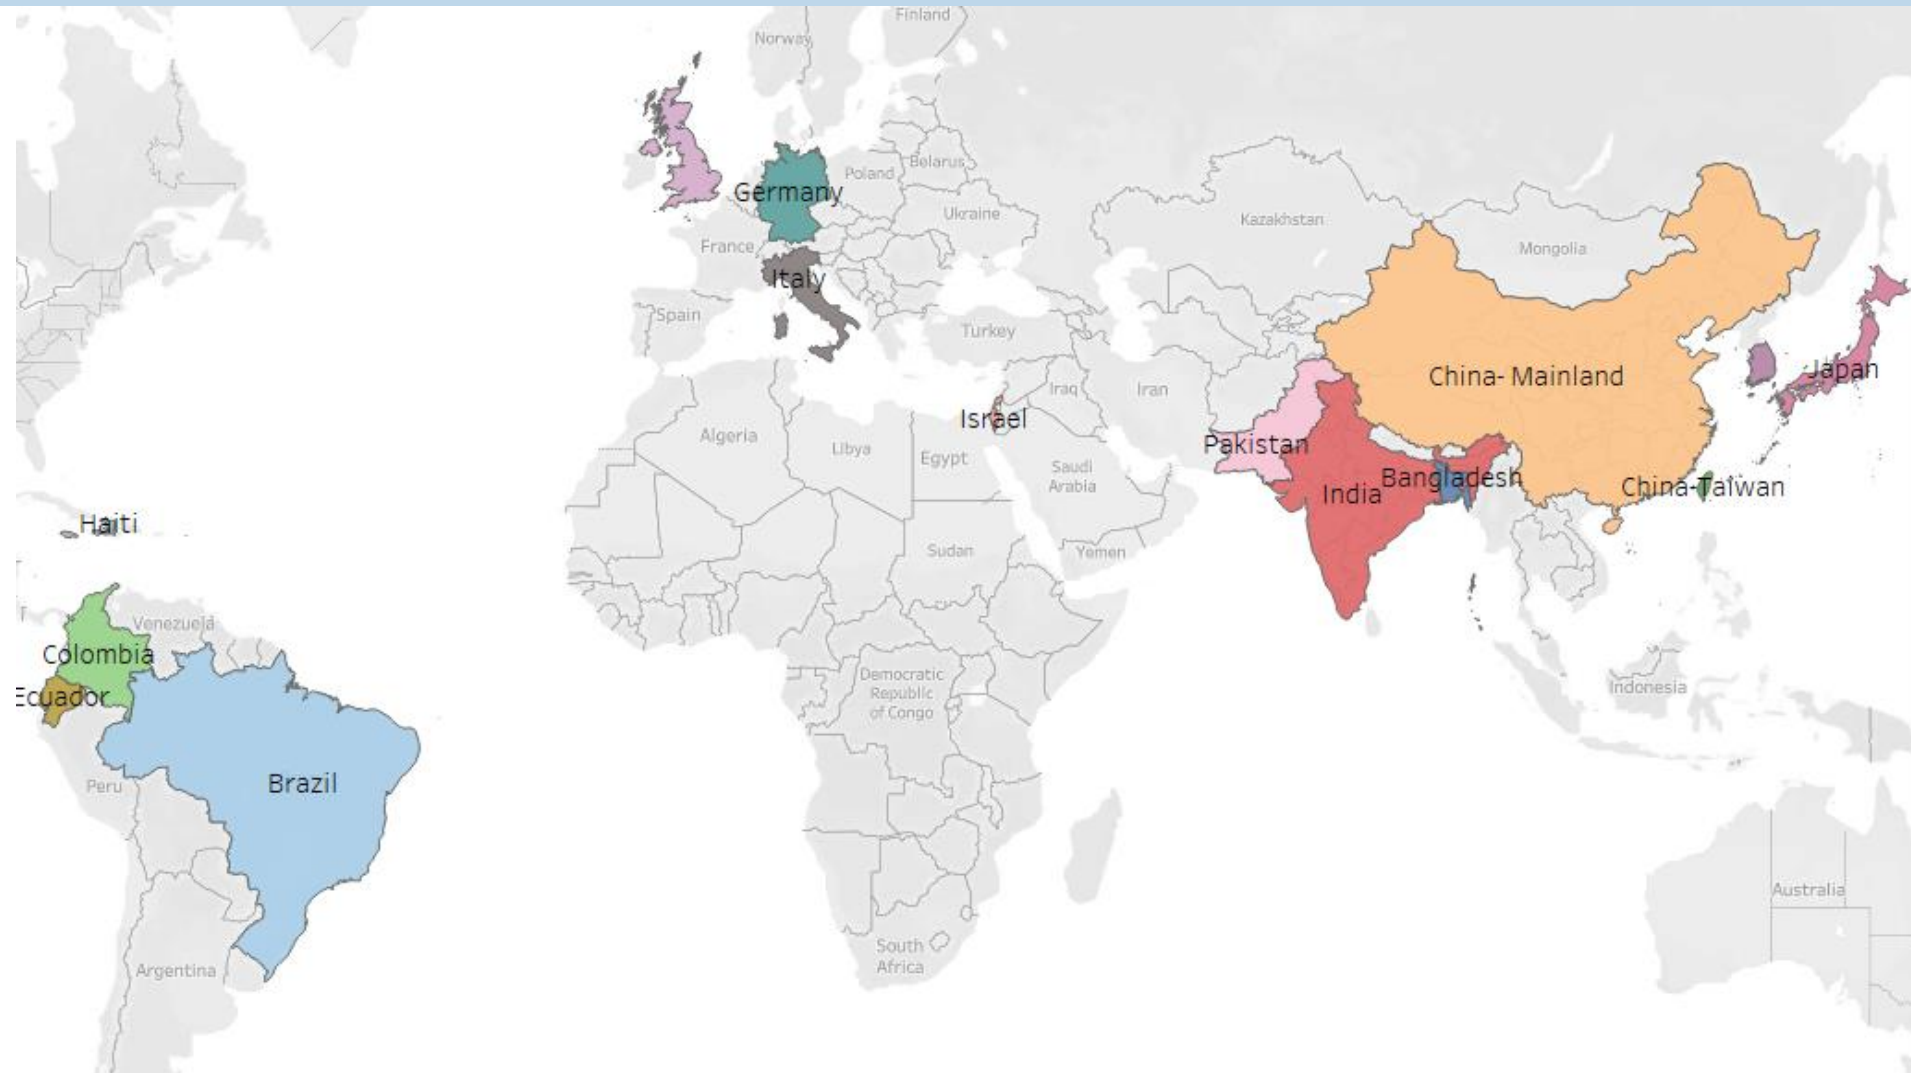 Finland
Norway
Belarus
Poland
Germany
Ukraine
Kazakhstan
France
Mongolia
Italy
Spain
Turkey
Japan
China- Mainland
Iraq
Iran
Israel
Algeria
Pakistan
Libya
Egypt
Saudi
Arabia
Bangladesh
China-Taiwan
India
Haiti
Sudan
Yemen
Venezuela
Colombia
Democratic
Republic
of Congo
Indonesia
Ecuador
Brazil
Peru
Australia
South
Africa
Argentina